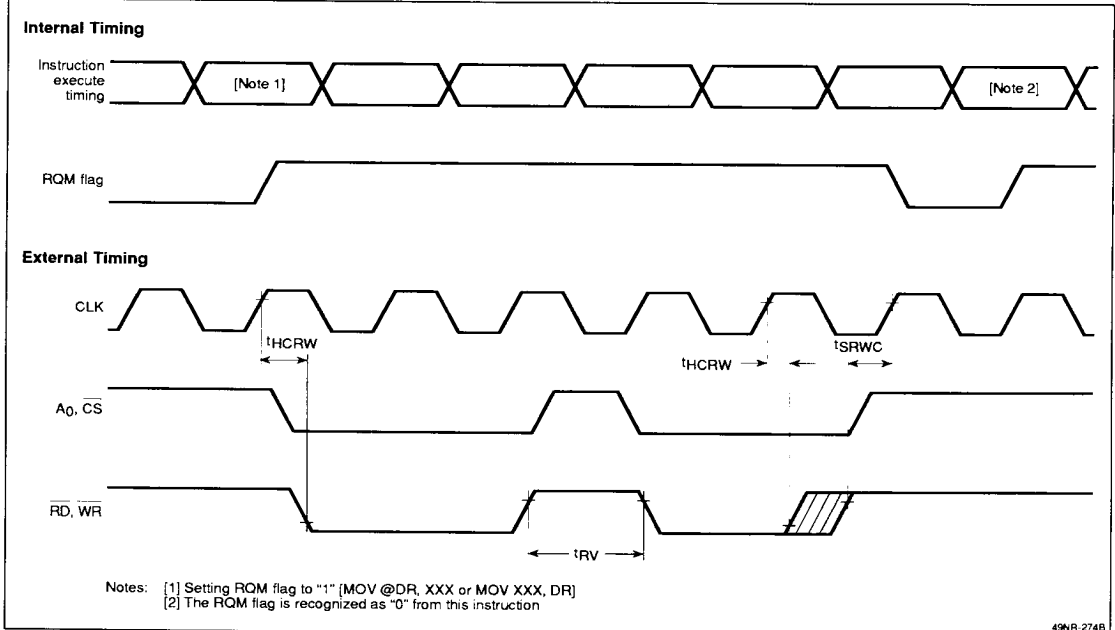 Internal Timing
Instruction
execute
timing
[Note 1]
[Note 2]
RQM flag
External Timing
CLK
tHCRW
tHCRW
tSRWC
A0, CS
RD, WR
tRV
Notes: [1] Setting RQM flag to "1" [MOV @DR, XXX or MOV XXX, DR]
[2] The RQM flag is recognized as "0" from this instruction
49NR-274B